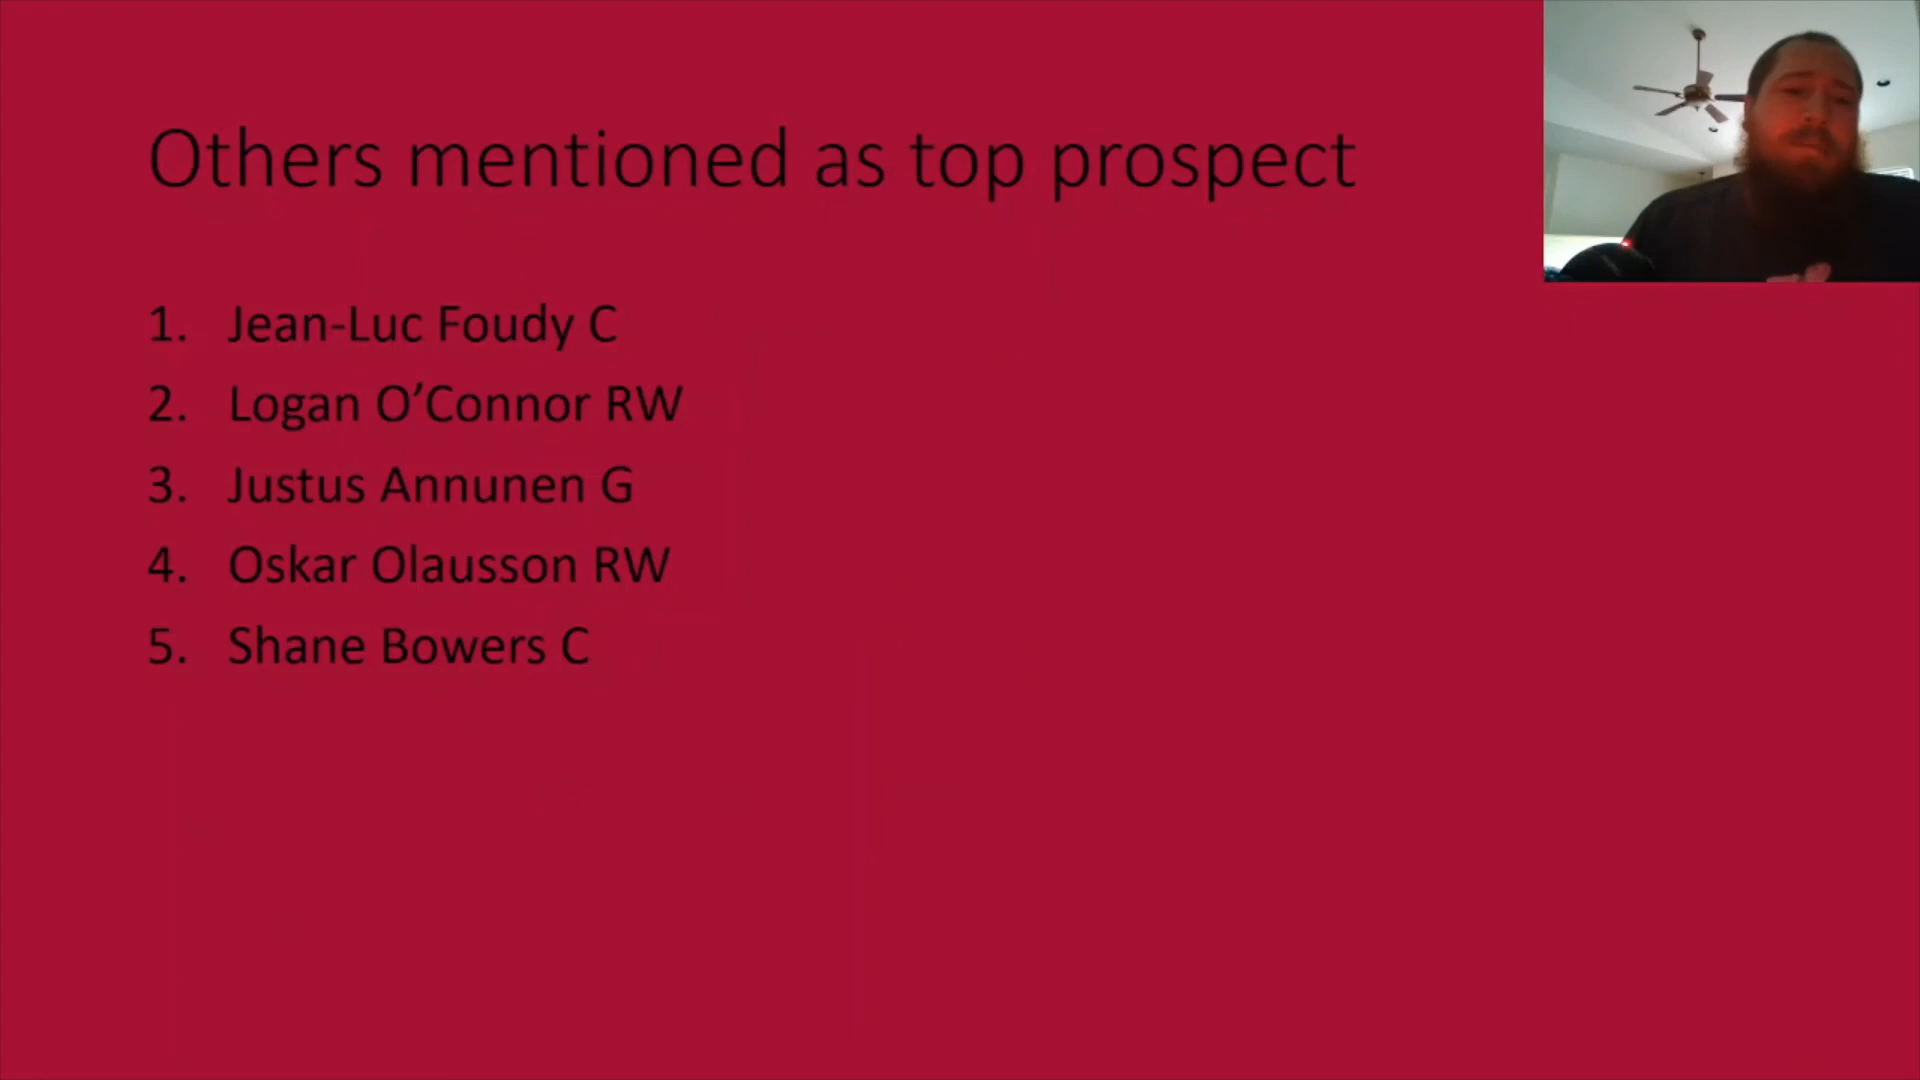 Others mentioned as top prospect
1. Jean-Luc Foudy C
2. Logan O’Connor RW
3. Justus Annunen G
4. Oskar Olausson RW
5. Shane Bowers C